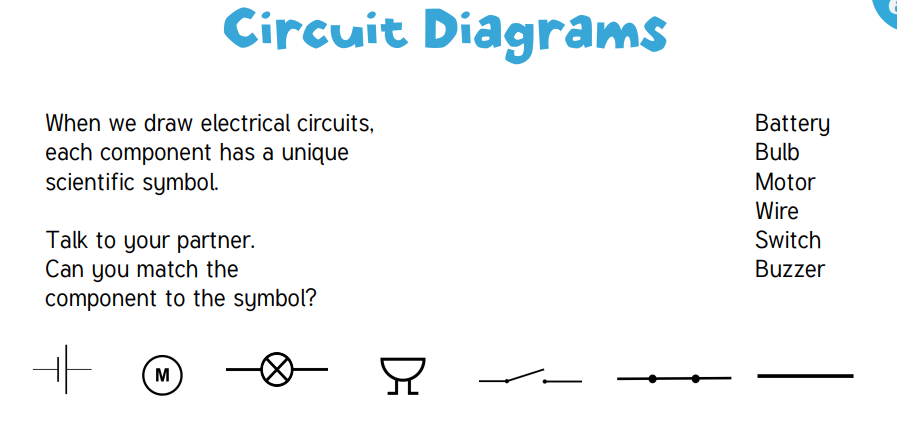 Circuit Diagrams
When we draw electrical circuits,
each component has a unique
scientific symbol.
Talk to your partner.
Can you match the
component to the symbol?
Battery
Bulb
Motor
Wire
Switch
Buzzer
M